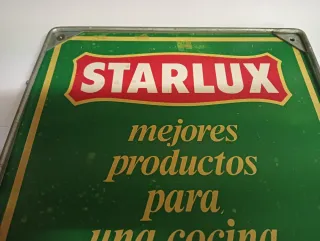 STARLUX
mejores
productos
para
una cocina